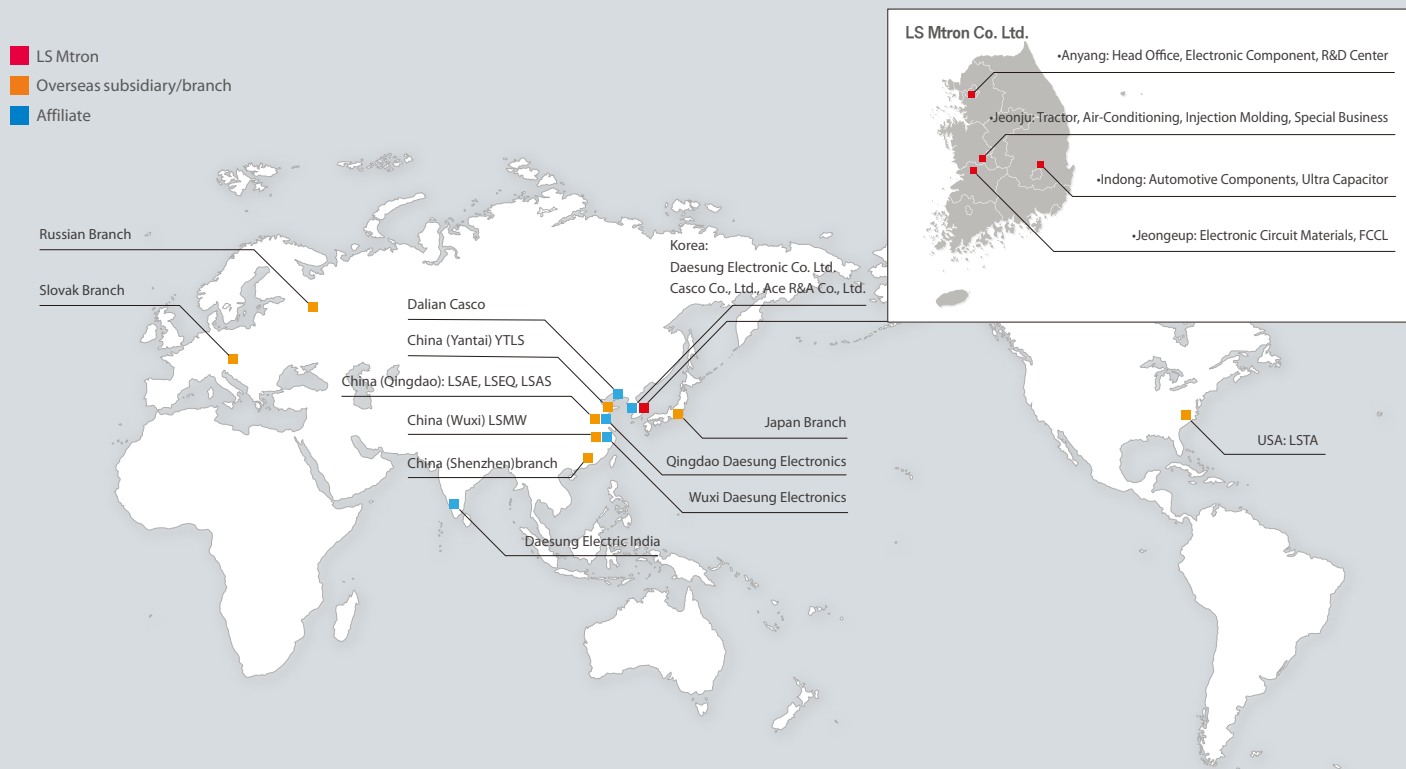 LS Mtron
Overseas subsidiary/branch
Affiliate
LS Mtron Co. Ltd.
•Anyang: Head Office, Electronic Component, R&D Center
•Jeonju: Tractor, Air-Conditioning, Injection Molding, Special Business
•Indong: Automotive Components, Ultra Capacitor
•Jeongeup: Electronic Circuit Materials, FCCL
Russian Branch
Slovak Branch
Korea:
Daesung Electronic Co. Ltd.
Casco Co., Ltd., Ace R&A Co., Ltd.
Dalian Casco
China (Yantai) YTLS
China (Qingdao): LSAE, LSEQ, LSAS
China (Wuxi) LSMW
China (Shenzhen)branch
Japan Branch
Qingdao Daesung Electronics
Wuxi Daesung Electronics
Daesung Electric India
USA: LSTA